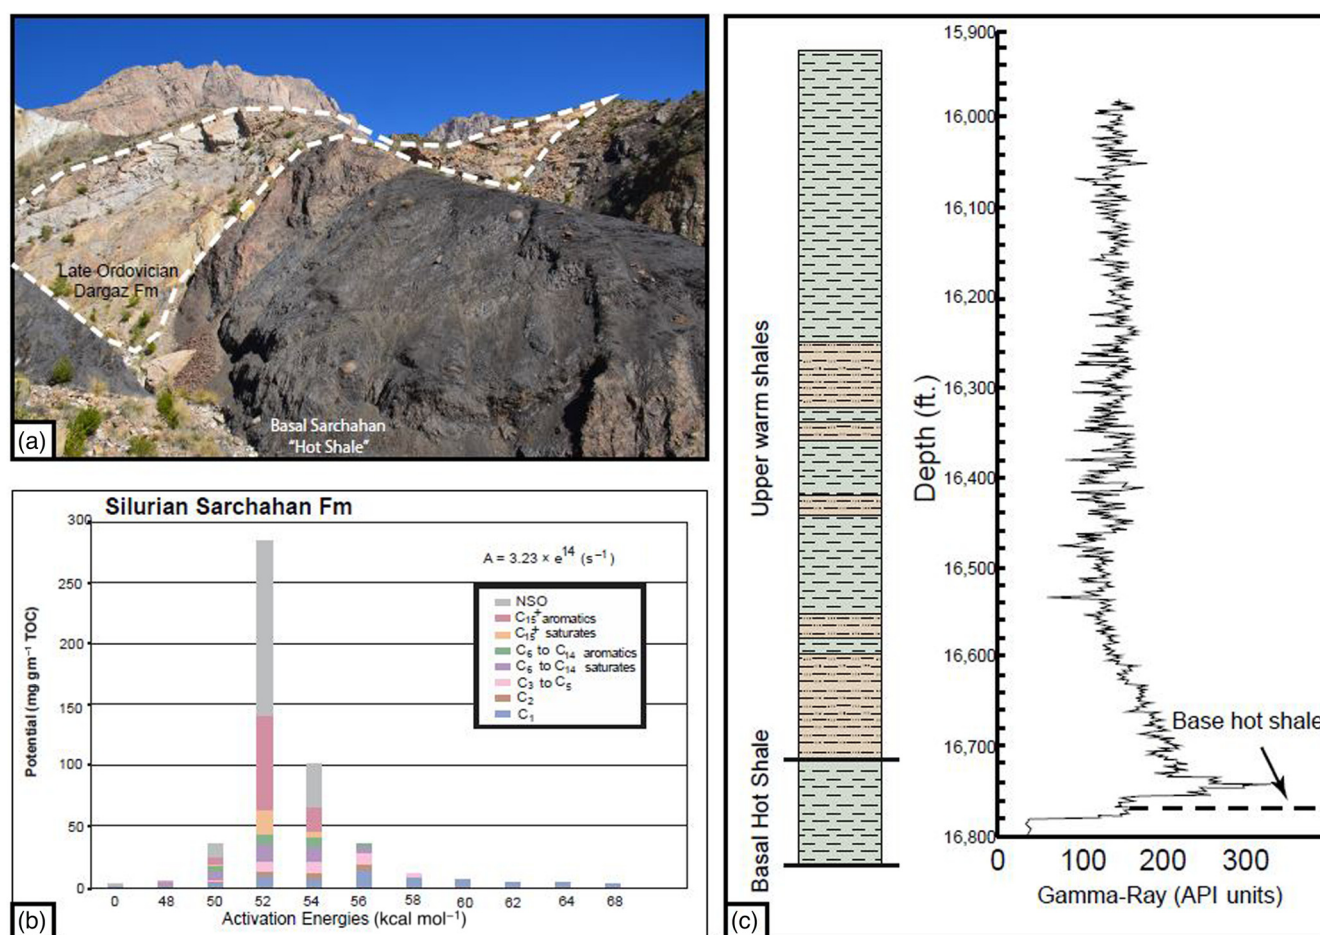 Late Ordovician
Dargaz Fm
Basal Sarchahan
"Hot Shale"
(a)
Silurian Sarchahan Fm
A = 3.23 × e14 (s−1)
NSO
C15+ aromatics
C15+ saturates
C6 to C14 aromatics
C6 to C14 saturates
C3 to C5
C2
C1
Potential (mg gm−1 TOC)
300
250
200
150
100
50
0
0 48 50 52 54 56 58 60 62 64 68
Activation Energies (kcal mol−1)
(b)
Upper warm shales
Basal Hot Shale
Depth (ft.)
15,900
16,000
16,100
16,200
16,300
16,400
16,500
16,600
16,700
16,800
Base hot shale
0 100 200 300
Gamma-Ray (API units)
(c)